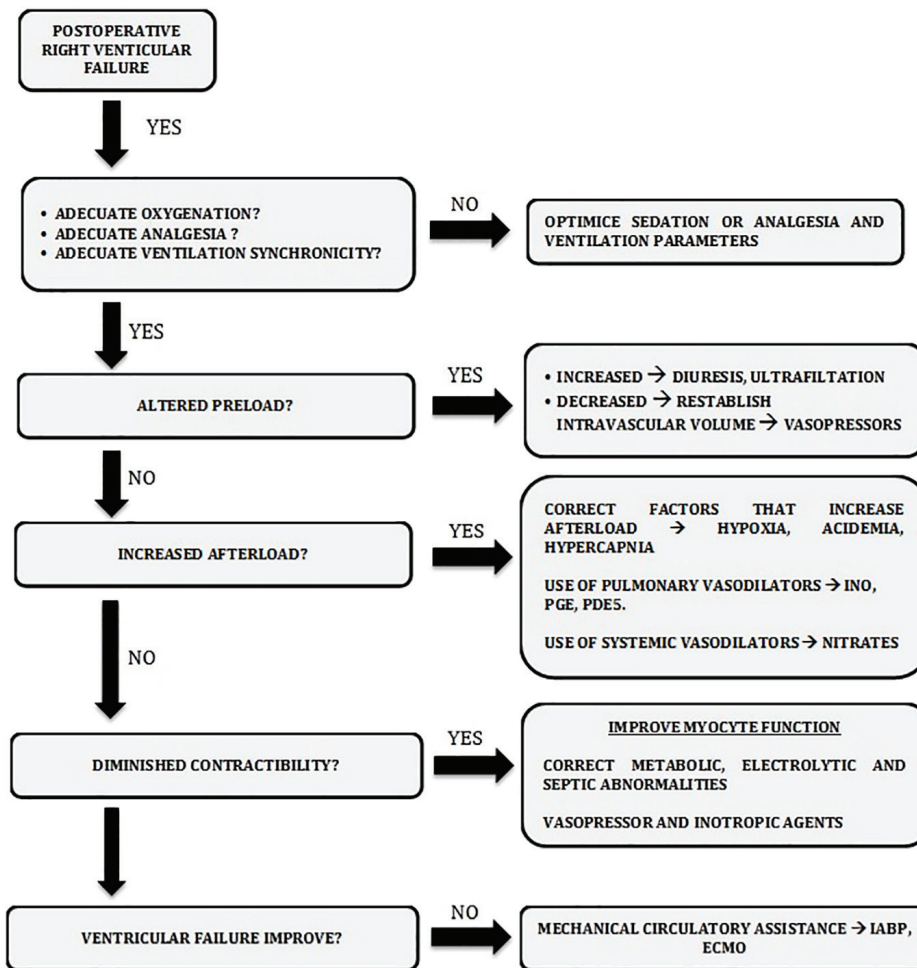 POSTOPERATIVE
RIGHT VENTRICULAR
FAILURE
YES
• ADECUATE OXYGENATION?
• ADECUATE ANALGESIA ?
• ADECUATE VENTILATION SYNCHRONICITY?
NO
OPTIMICE SEDATION OR ANALGESIA AND
VENTILATION PARAMETERS
YES
ALTERED PRELOAD?
YES
• INCREASED → DIURESIS, ULTRAFILTATION
• DECREASED → RESTABLISH
INTRAVASCULAR VOLUME → VASOPRESSORS
NO
INCREASED AFTERLOAD?
YES
CORRECT FACTORS THAT INCREASE
AFTERLOAD → HYPOXIA, ACIDEMIA,
HYPERCAPNIA
USE OF PULMONARY VASODILATORS → INO,
PGE, PDE5.
USE OF SYSTEMIC VASODILATORS → NITRATES
NO
DIMINISHED CONTRACTIBILITY?
YES
IMPROVE MYOCYTE FUNCTION
CORRECT METABOLIC, ELECTROLYTIC AND
SEPTIC ABNORMALITIES
VASOPRESSOR AND INOTROPIC AGENTS
VENTRICULAR FAILURE IMPROVE?
NO
MECHANICAL CIRCULATORY ASSISTANCE → IABP,
ECMO